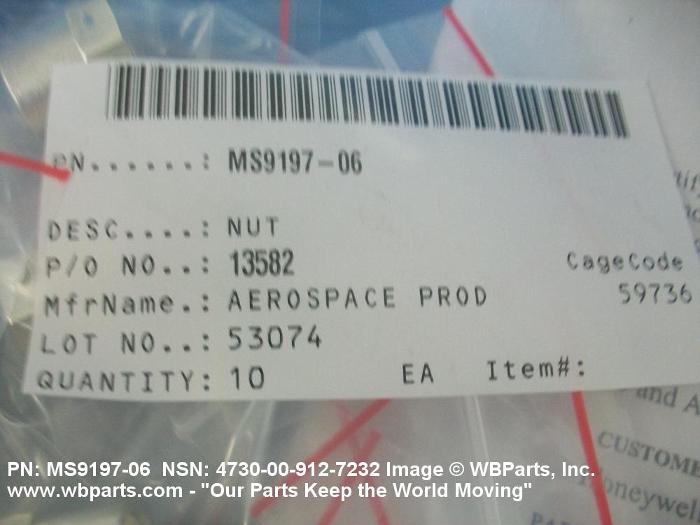 PN......: MS9197-06
DESC....: NUT
P/O NO..: 13582
CageCode
MfrName.: AEROSPACE PROD
59736
LOT NO..: 53074
QUANTITY: 10 EA Item#:
and A
CUSTOME
oneywel
PN: MS9197-06 NSN: 4730-00-912-7232 Image © WBParts, Inc.
www.wbparts.com - "Our Parts Keep the World Moving"